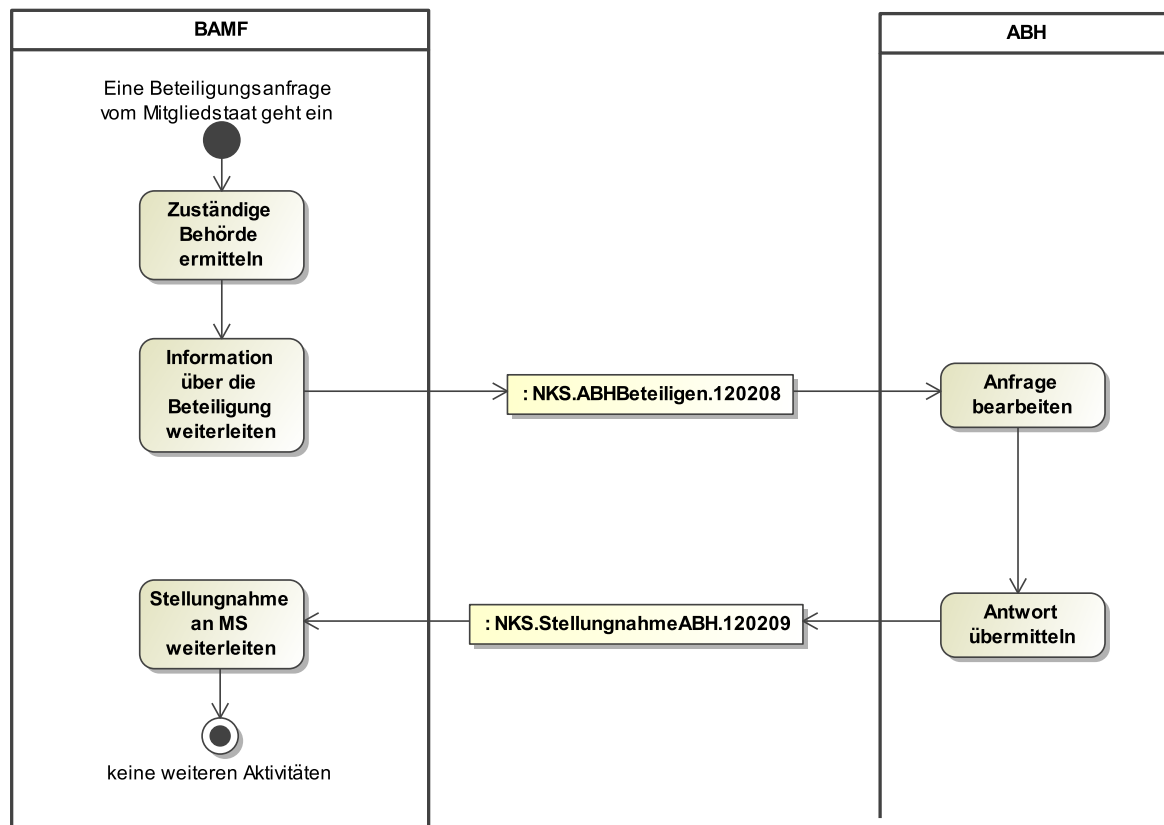 BAMF
ABH
Eine Beteiligungsanfrage
vom Mitgliedstaat geht ein
Zuständige
Behörde
ermitteln
Information
über die
Beteiligung
weiterleiten
: NKS.ABHBeteiligen.120208
Anfrage
bearbeiten
Stellungnahme
an MS
weiterleiten
: NKS.StellungnahmeABH.120209
Antwort
übermitteln
keine weiteren Aktivitäten